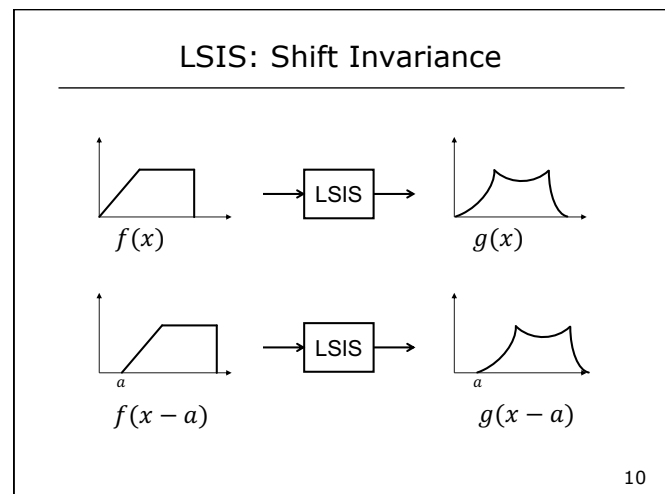 LSIS: Shift Invariance
LSIS
f(x)
g(x)
LSIS
a
a
f(x − a)
g(x − a)
10